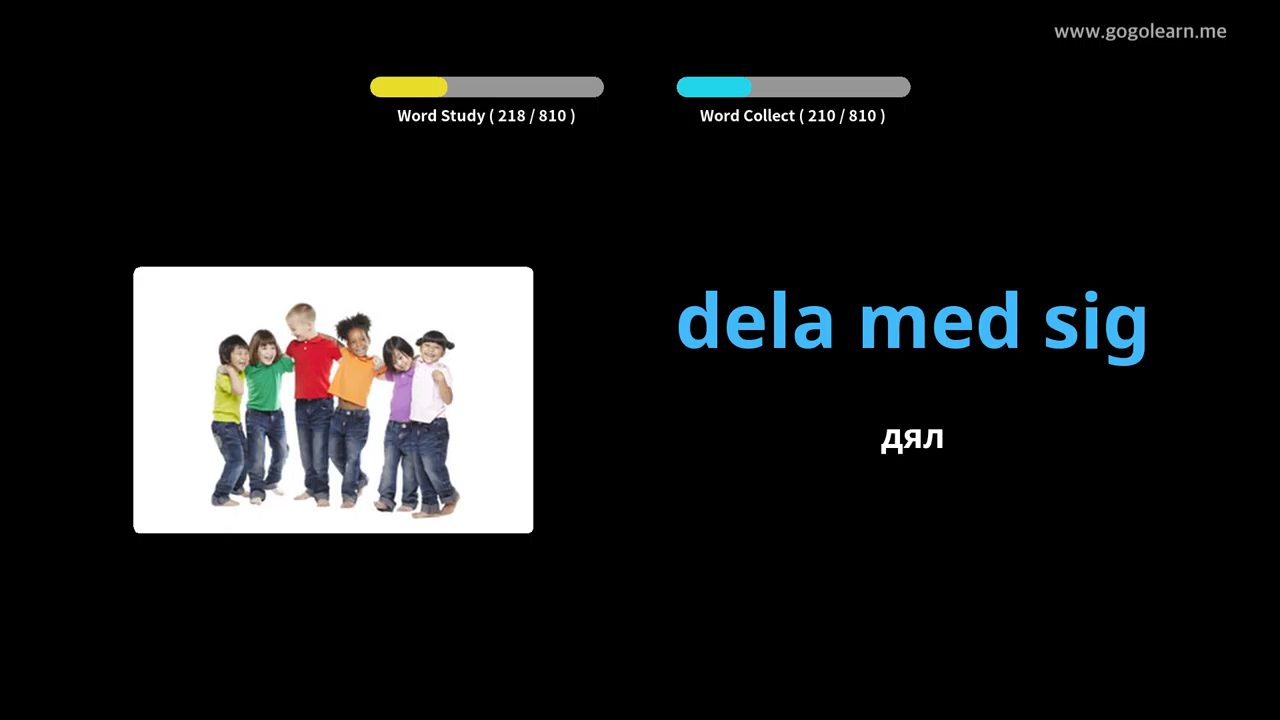 www.gogolearn.me
Word Study ( 218 / 810 )
Word Collect ( 210 / 810 )
dela med sig
дял